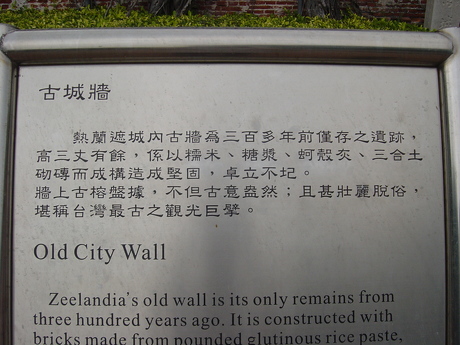 古城牆
熱蘭遮城內古牆為三百多年前僅存之遺跡，
高三丈有餘，係以糯米、糖漿、蚵殼灰、三合土
砌磚而成構造成堅固，卓立不圮。
牆上古榕盤據，不但古意盎然；且甚壯麗脫俗，
堪稱台灣最古之觀光巨擘。
Old City Wall
Zeelandia's old wall is its only remains from
three hundred years ago. It is constructed with
bricks made from pounded glutinous rice paste,